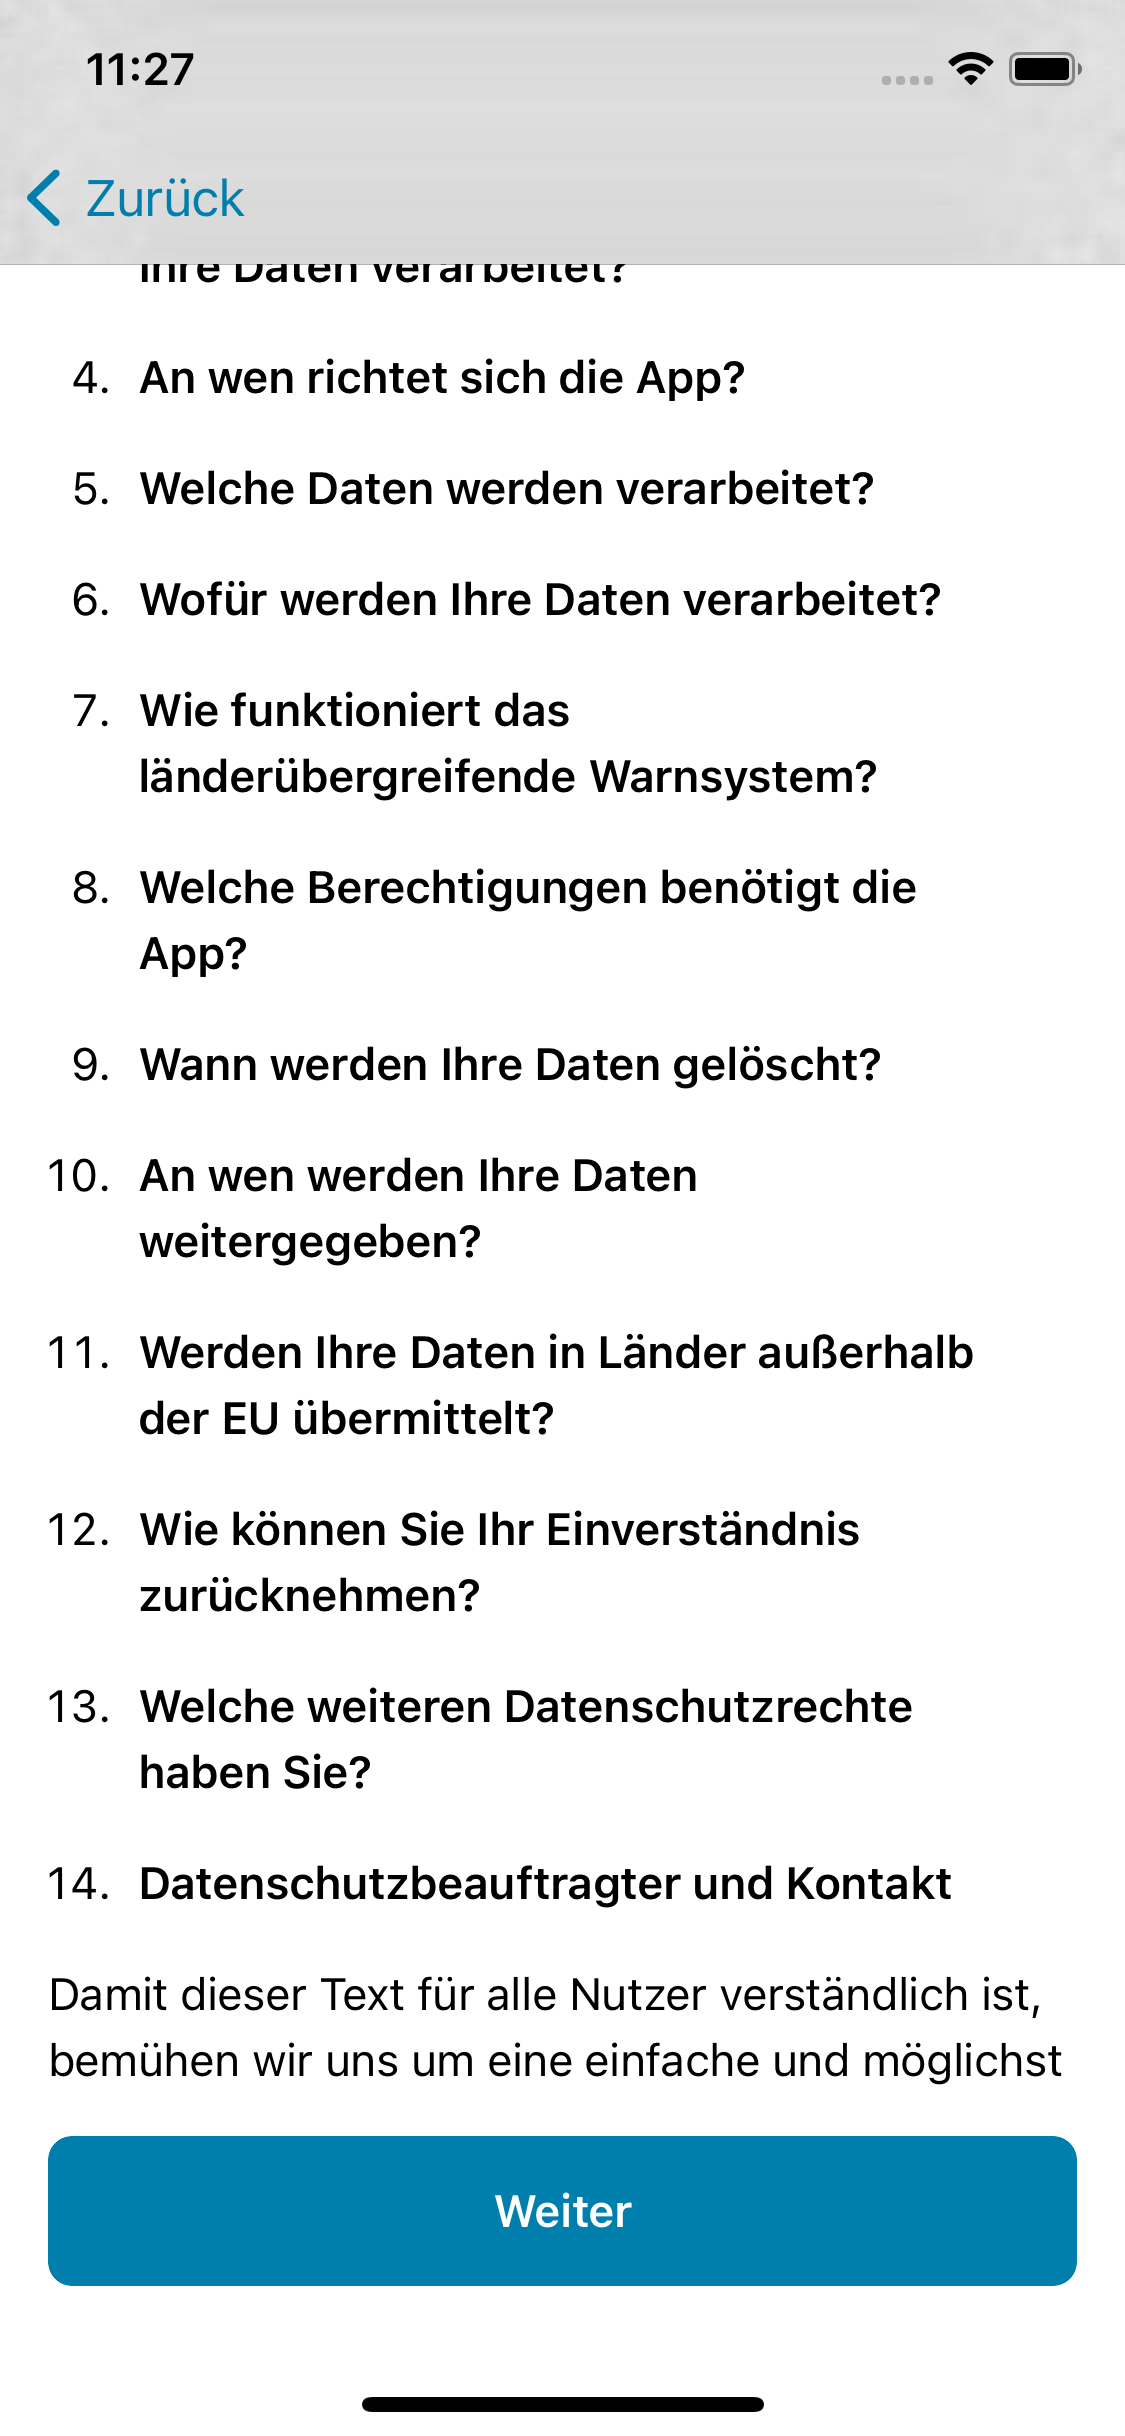 11:27
Zurück
Ihre Daten verarbeitet?
4. An wen richtet sich die App?
5. Welche Daten werden verarbeitet?
6. Wofür werden Ihre Daten verarbeitet?
7. Wie funktioniert das
länderübergreifende Warnsystem?
8. Welche Berechtigungen benötigt die
App?
9. Wann werden Ihre Daten gelöscht?
10. An wen werden Ihre Daten
weitergegeben?
11. Werden Ihre Daten in Länder außerhalb
der EU übermittelt?
12. Wie können Sie Ihr Einverständnis
zurücknehmen?
13. Welche weiteren Datenschutzrechte
haben Sie?
14. Datenschutzbeauftragter und Kontakt
Damit dieser Text für alle Nutzer verständlich ist,
bemühen wir uns um eine einfache und möglichst
Weiter